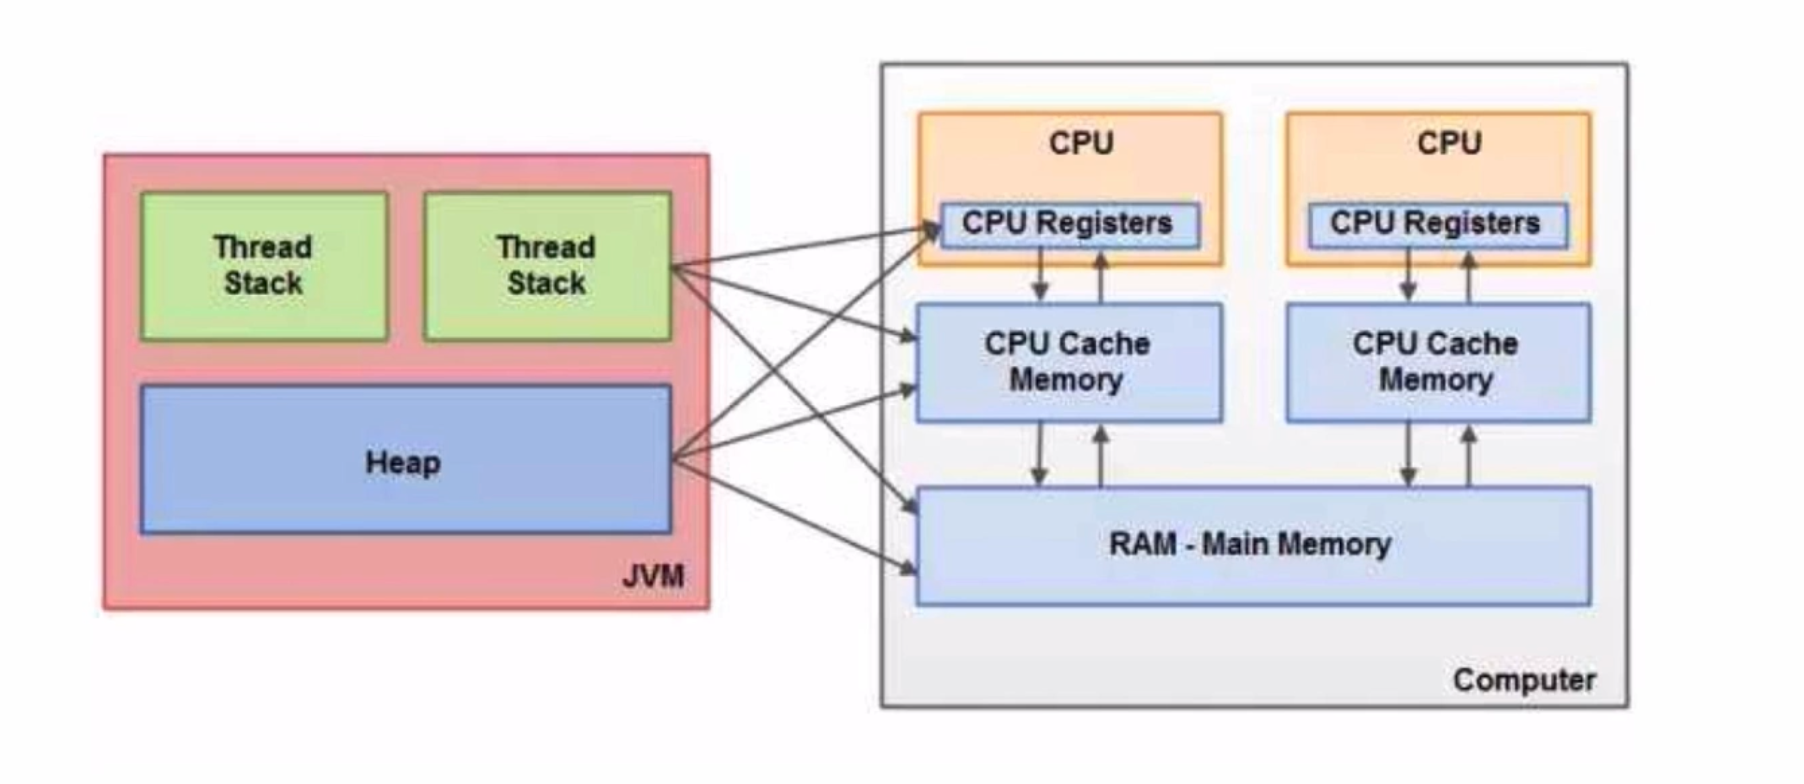 Thread
Stack
Thread
Stack
Heap
JVM
CPU
CPU Registers
CPU Cache
Memory
CPU
CPU Registers
CPU Cache
Memory
RAM - Main Memory
Computer